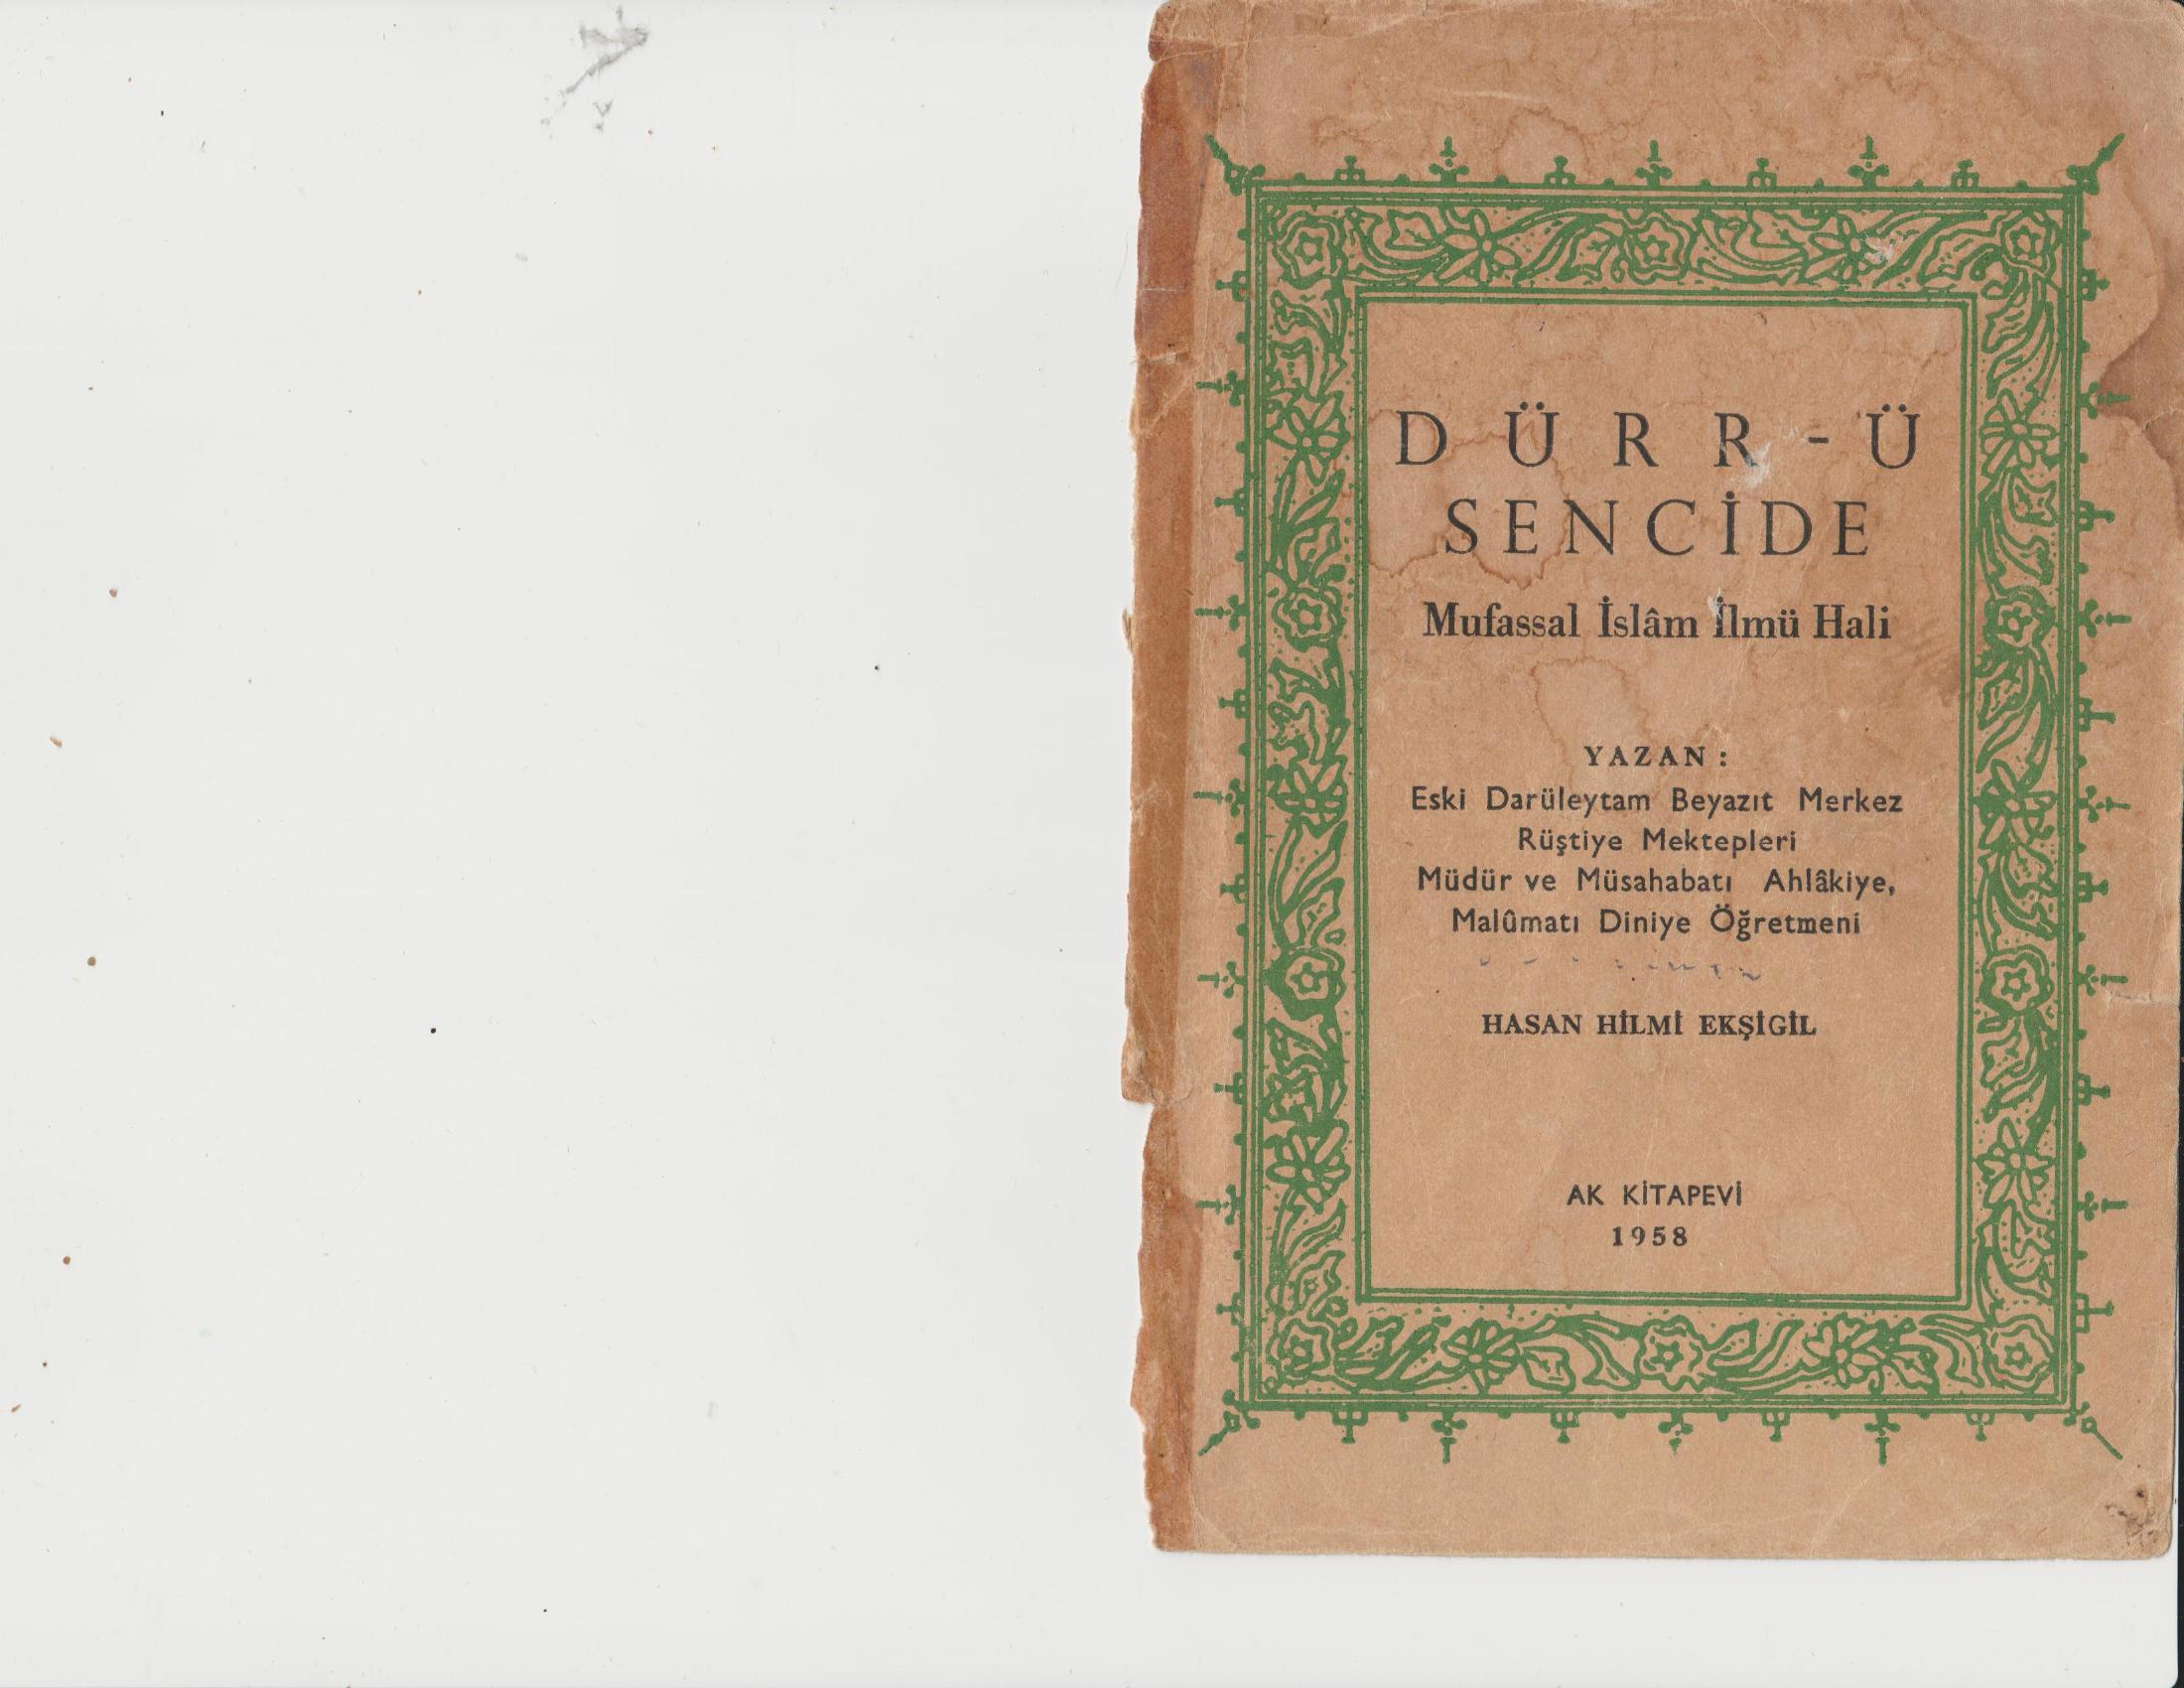 DÜRR-Ü
SENCİDE
Mufassal İslâm İlmü Hali
YAZAN :
Eski Darüleytam Beyazıt Merkez
Rüştiye Mektepleri
Müdür ve Müsahabatı Ahlâkiye,
Malûmatı Diniye Öğretmeni
HASAN HİLMİ EKŞİGİL
AK KİTAPEVİ
1958